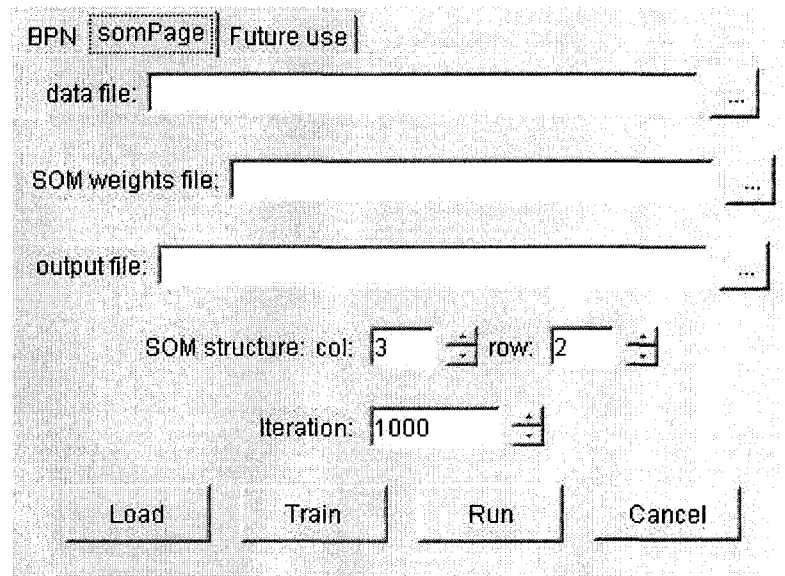 BPN somPage Future use
data file: ...
SOM weights file: ...
output file: ...
SOM structure: col: 3 row: 2
Iteration: 1000
Load Train Run Cancel